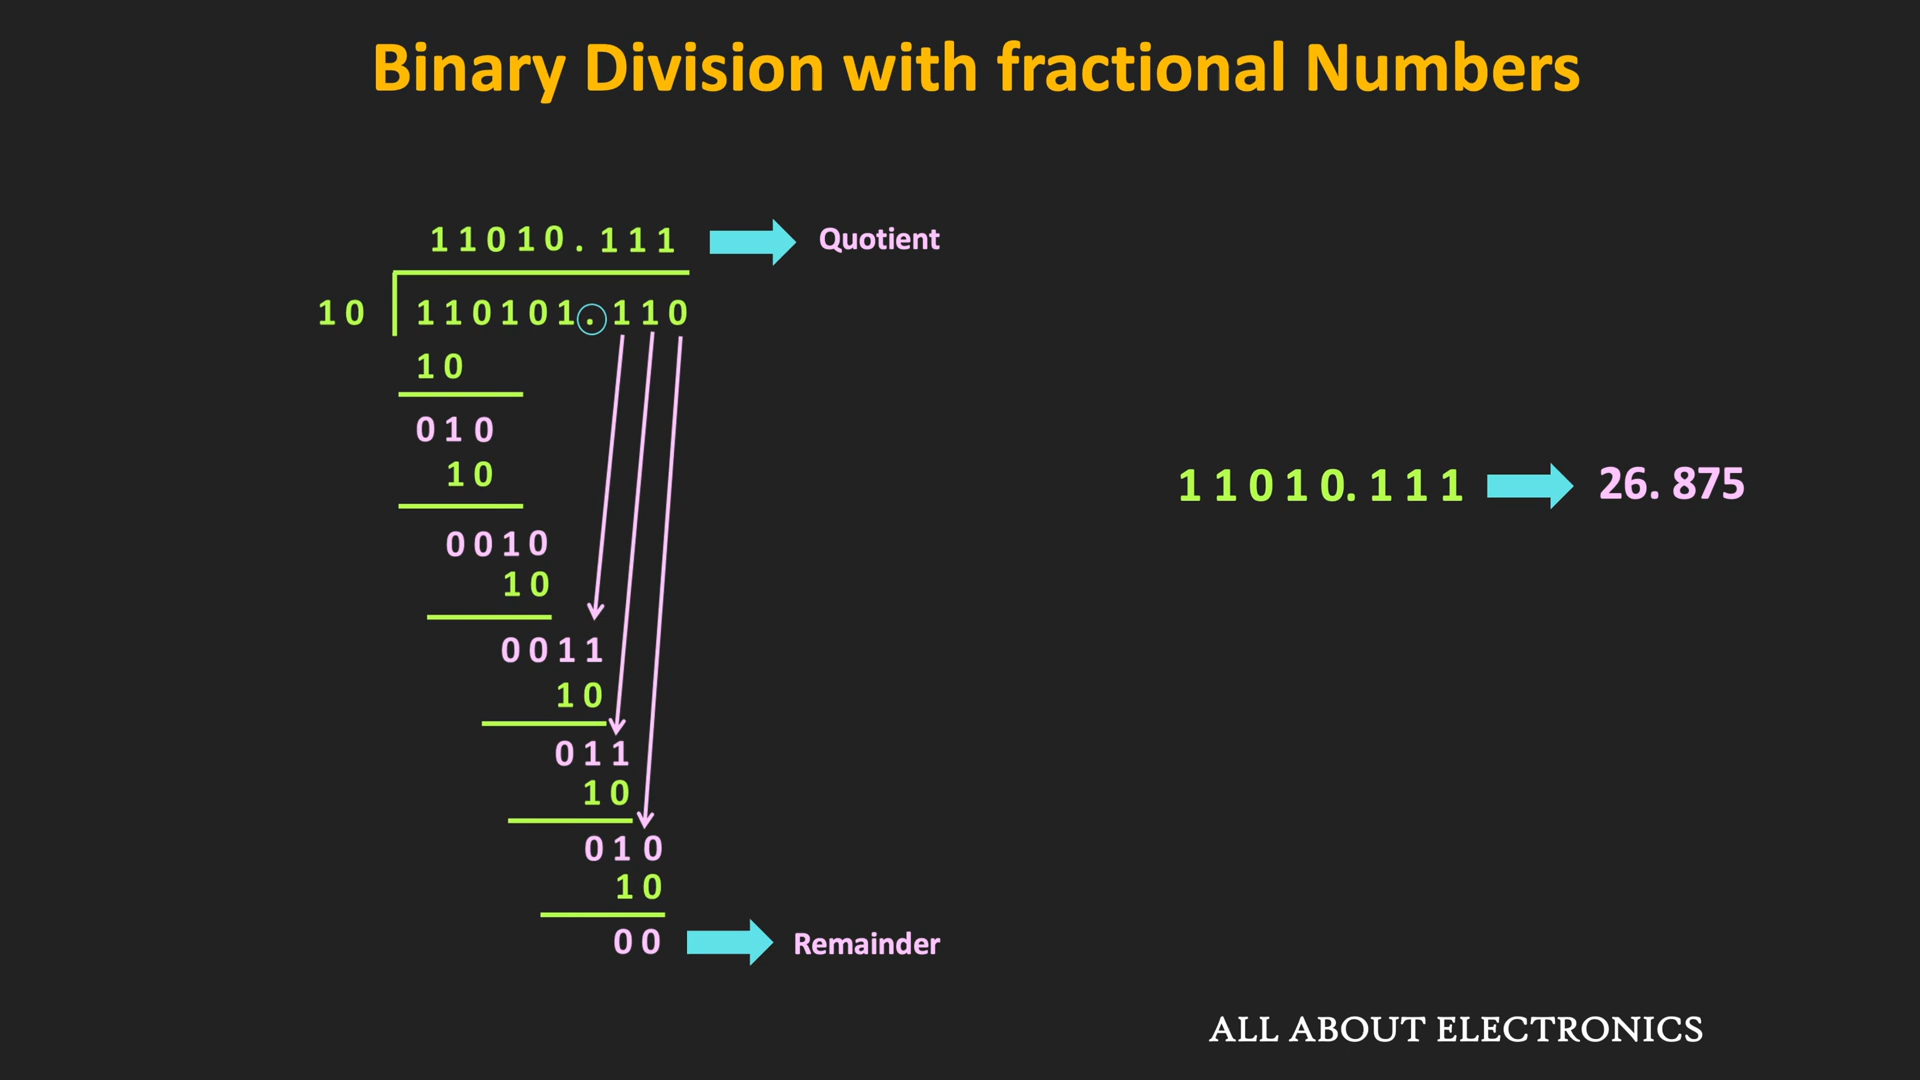 Binary Division with fractional Numbers
1 1 0 1 0 . 1 1 1 Quotient
1 0 1 1 0 1 0 1 . 1 1 0
1 0
0 1 0
1 0
1 1 0 1 0. 1 1 1 26. 875
0 0 1 0
1 0
0 0 1 1
1 0
0 1 1
1 0
0 1 0
1 0
0 0 Remainder
ALL ABOUT ELECTRONICS